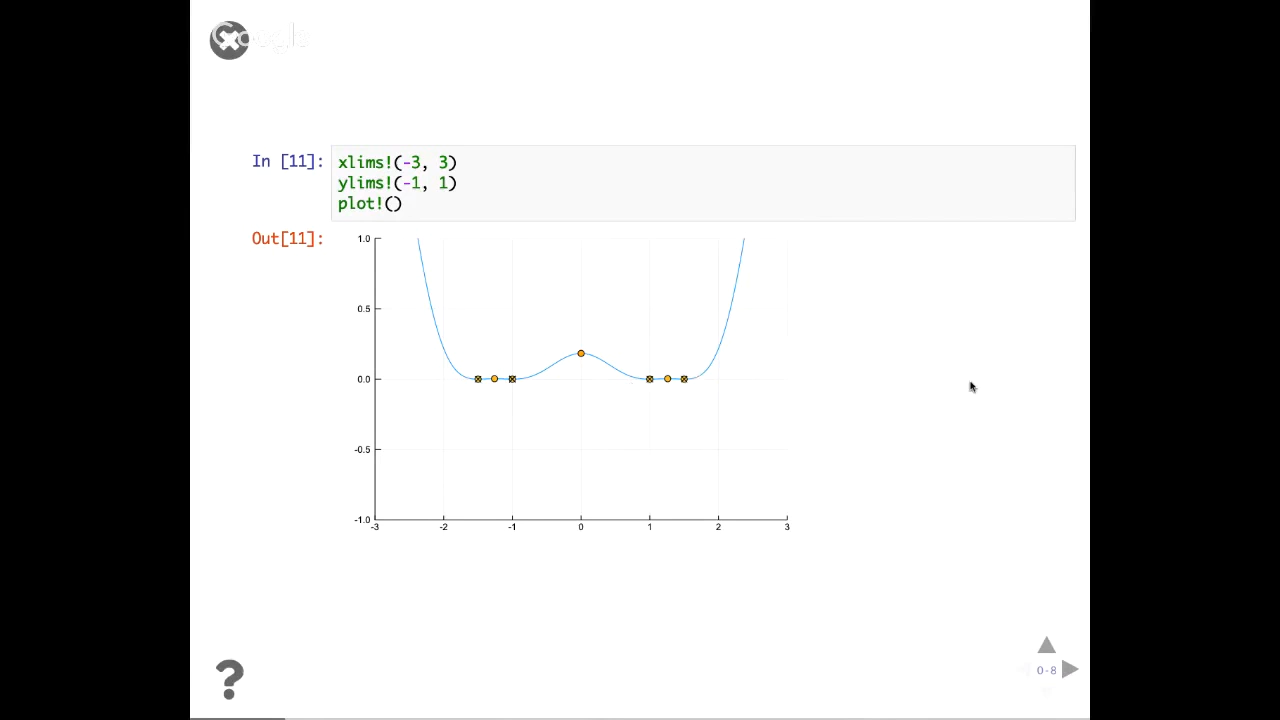 Google
In [11]:
xlims!(-3, 3)
ylims!(-1, 1)
plot!()
Out[11]:
1.0
0.5
0.0
-0.5
-1.0
-3 -2 -1 0 1 2 3
?
0-8